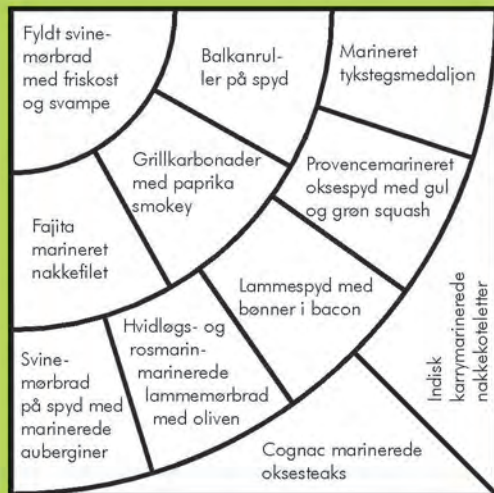 Fyldt svine-
mørbrad
med friskost
og svampe
Balkanrul-
ler på spyd
Marineret
tykstegsmedaljon
Grillkarbonader
med paprika
smokey
Provencemarineret
oksespyd med gul
og grøn squash
Fajita
marineret
nakkefilet
Lammespyd med
bønner i bacon
Svine-
mørbrad
på spyd med
marinerede
auberginer
Hvidløgs- og
rosmarin-
marinerede
lammemørbrad
med oliven
Indisk
karrymarinerede
nakkekoteletter
Cognac marinerede
oksesteaks